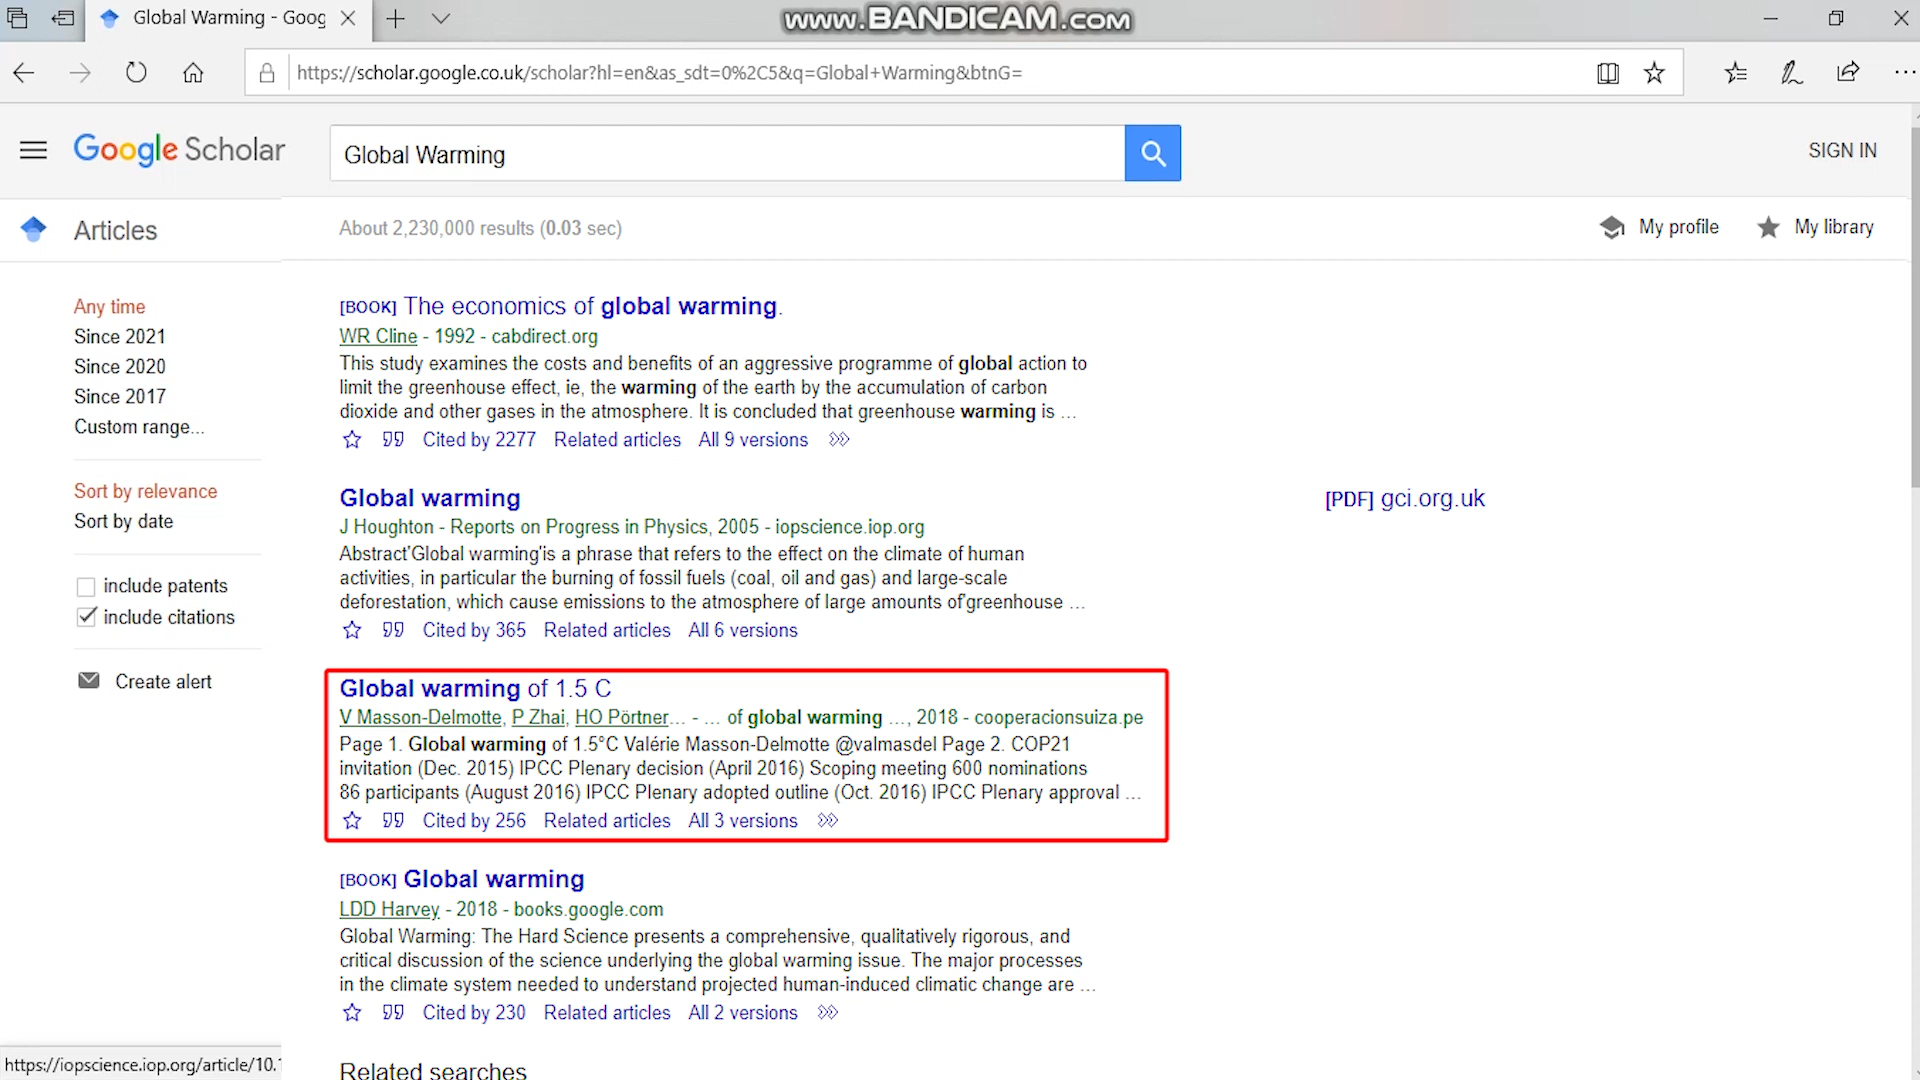 Global Warming - Goog
www.BANDICAM.com
https://scholar.google.co.uk/scholar?hl=en&as_sdt=0%2C5&q=Global+Warming&btnG=
Google Scholar
Global Warming
SIGN IN
Articles
About 2,230,000 results (0.03 sec)
My profile
My library
Any time
Since 2021
Since 2020
Since 2017
Custom range...
Sort by relevance
Sort by date
include patents
include citations
Create alert
[BOOK] The economics of global warming.
WR Cline - 1992 - cabdirect.org
This study examines the costs and benefits of an aggressive programme of global action to
limit the greenhouse effect, ie, the warming of the earth by the accumulation of carbon
dioxide and other gases in the atmosphere. It is concluded that greenhouse warming is ...
Cited by 2277 Related articles All 9 versions
Global warming
[PDF] gci.org.uk
J Houghton - Reports on Progress in Physics, 2005 - iopscience.iop.org
Abstract'Global warming'is a phrase that refers to the effect on the climate of human
activities, in particular the burning of fossil fuels (coal, oil and gas) and large-scale
deforestation, which cause emissions to the atmosphere of large amounts of'greenhouse ...
Cited by 365 Related articles All 6 versions
Global warming of 1.5 C
V Masson-Delmotte, P Zhai, HO Pörtner... - ... of global warming ..., 2018 - cooperacionsuiza.pe
Page 1. Global warming of 1.5°C Valérie Masson-Delmotte @valmasdel Page 2. COP21
invitation (Dec. 2015) IPCC Plenary decision (April 2016) Scoping meeting 600 nominations
86 participants (August 2016) IPCC Plenary adopted outline (Oct. 2016) IPCC Plenary approval ...
Cited by 256 Related articles All 3 versions
[BOOK] Global warming
LDD Harvey - 2018 - books.google.com
Global Warming: The Hard Science presents a comprehensive, qualitatively rigorous, and
critical discussion of the science underlying the global warming issue. The major processes
in the climate system needed to understand projected human-induced climatic change are ...
Cited by 230 Related articles All 2 versions
https://iopscience.iop.org/article/10.1
Related searches